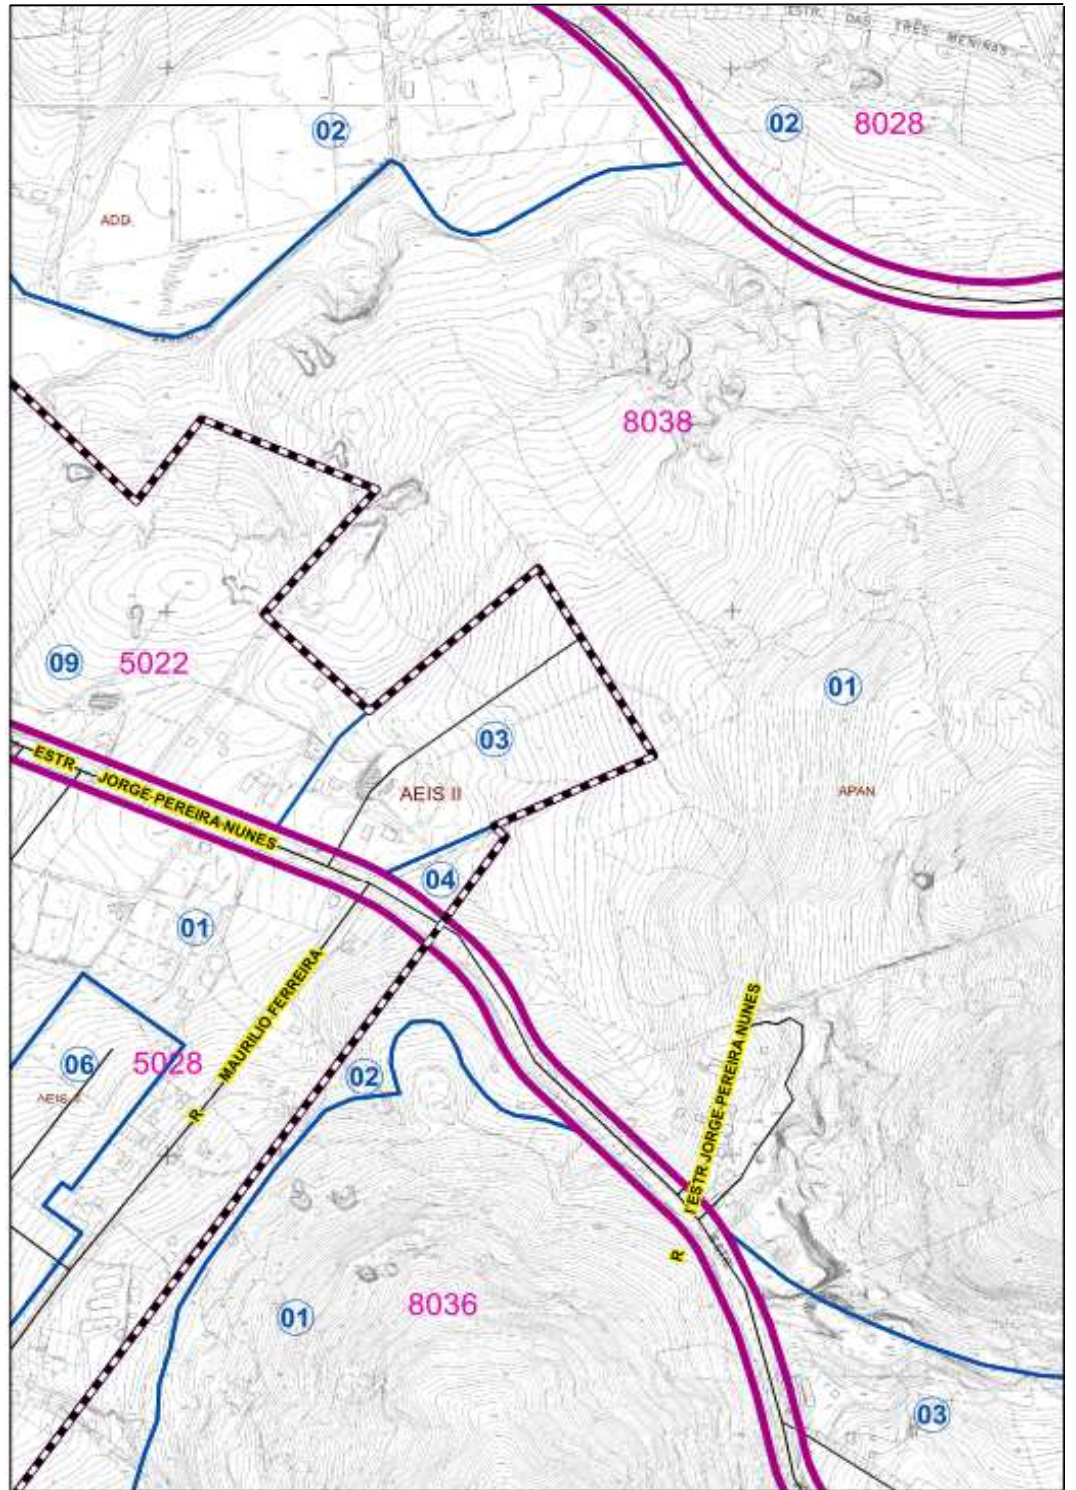 ESTR. DAS TRÊS MENINAS
02
02
8028
ADD.
8038
09
5022
01
03
ESTR. JORGE PEREIRA NUNES
AEIS II
APAN
04
01
R MAURILIO FERREIRA
06
5028
02
R I'ESTR JORGE PEREIRA NUNES
01
8036
03